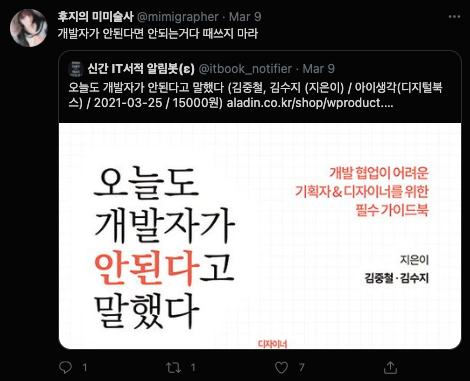 후지의 미미술사 @mimigrapher · Mar 9
개발자가 안된다면 안되는거다 때쓰지 마라
신간 IT서적 알림봇(ε) @itbook_notifier · Mar 9
오늘도 개발자가 안된다고 말했다 (김중철, 김수지 (지은이) / 아이생각(디지털북
스) / 2021-03-25 / 15000원) aladin.co.kr/shop/wproduct....
오늘도
개발자가
안된다고
말했다
개발 협업이 어려운
기획자&디자이너를 위한
필수 가이드북
지은이
김중철·김수지
디자이너
1
1
7